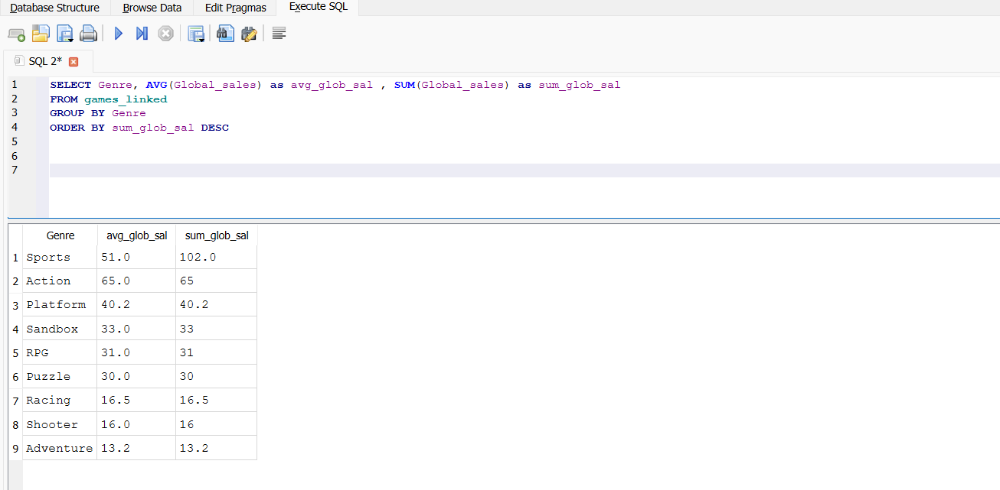 Database Structure Browse Data Edit Pragmas Execute SQL
SQL 2*
1 SELECT Genre, AVG(Global_sales) as avg_glob_sal , SUM(Global_sales) as sum_glob_sal
2 FROM games_linked
3 GROUP BY Genre
4 ORDER BY sum_glob_sal DESC
5
6
7
Genre avg_glob_sal sum_glob_sal
1 Sports 51.0 102.0
2 Action 65.0 65
3 Platform 40.2 40.2
4 Sandbox 33.0 33
5 RPG 31.0 31
6 Puzzle 30.0 30
7 Racing 16.5 16.5
8 Shooter 16.0 16
9 Adventure 13.2 13.2